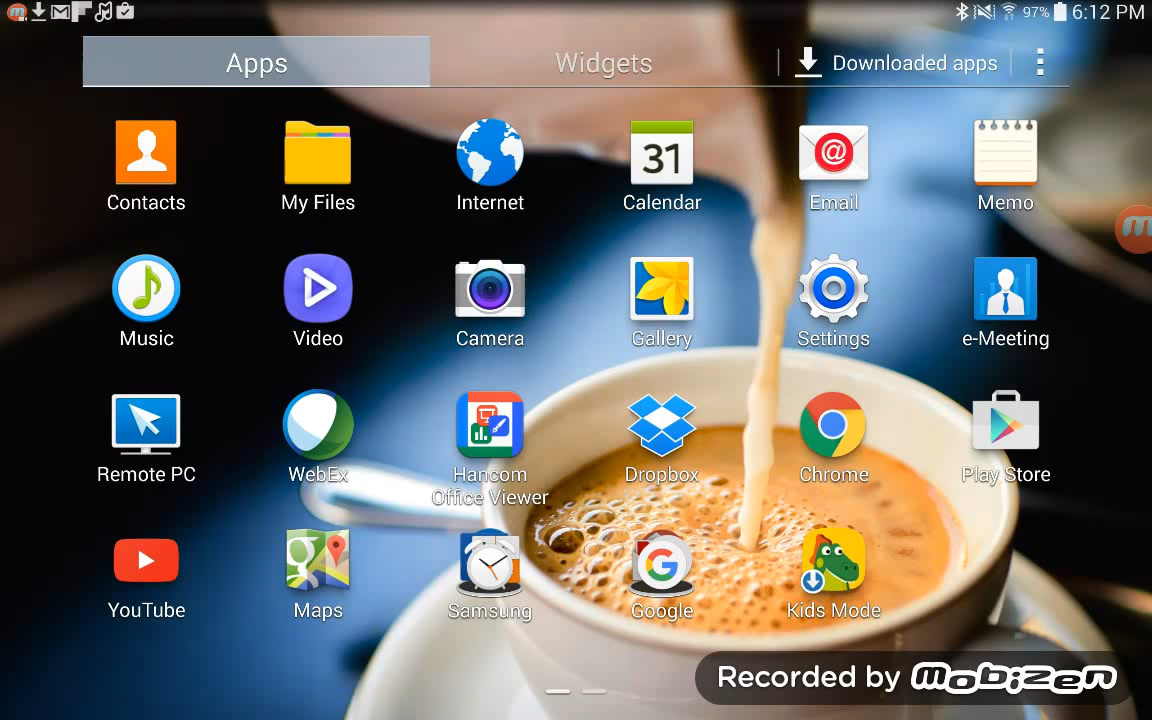 97% 6:12 PM
Apps Widgets Downloaded apps
31 @
Contacts My Files Internet Calendar Email Memo
Music Video Camera Gallery Settings e-Meeting
Remote PC WebEx Hancom Office Viewer Dropbox Chrome Play Store
G
YouTube Maps Samsung Google Kids Mode
Recorded by mobizen